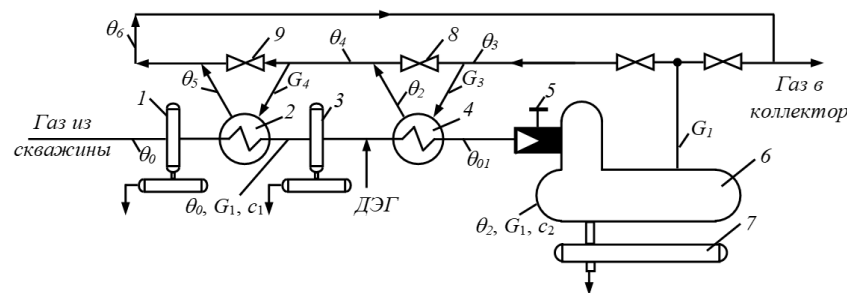 θ6
9
θ4
8
θ3
θ5
G4
θ2
G3
1
2
3
4
5
Газ в
коллектор
Газ из
скважины
θ0
θ01
G1
6
θ0, G1, c1
ДЭГ
θ2, G1, c2
7